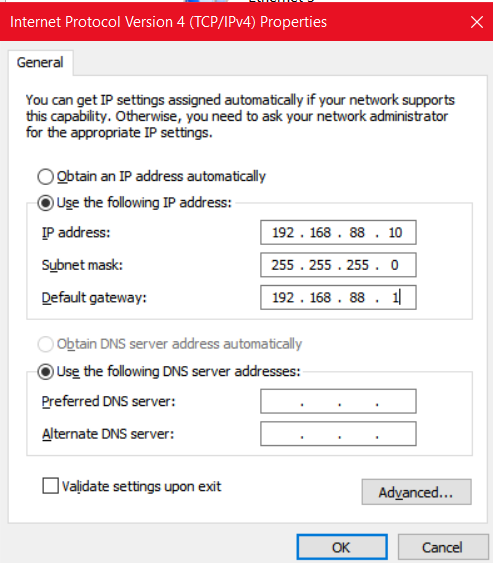 Internet Protocol Version 4 (TCP/IPv4) Properties
General
You can get IP settings assigned automatically if your network supports
this capability. Otherwise, you need to ask your network administrator
for the appropriate IP settings.
Obtain an IP address automatically
Use the following IP address:
IP address: 192 . 168 . 88 . 10
Subnet mask: 255 . 255 . 255 . 0
Default gateway: 192 . 168 . 88 . 1
Obtain DNS server address automatically
Use the following DNS server addresses:
Preferred DNS server: . . .
Alternate DNS server: . . .
Validate settings upon exit
Advanced...
OK Cancel